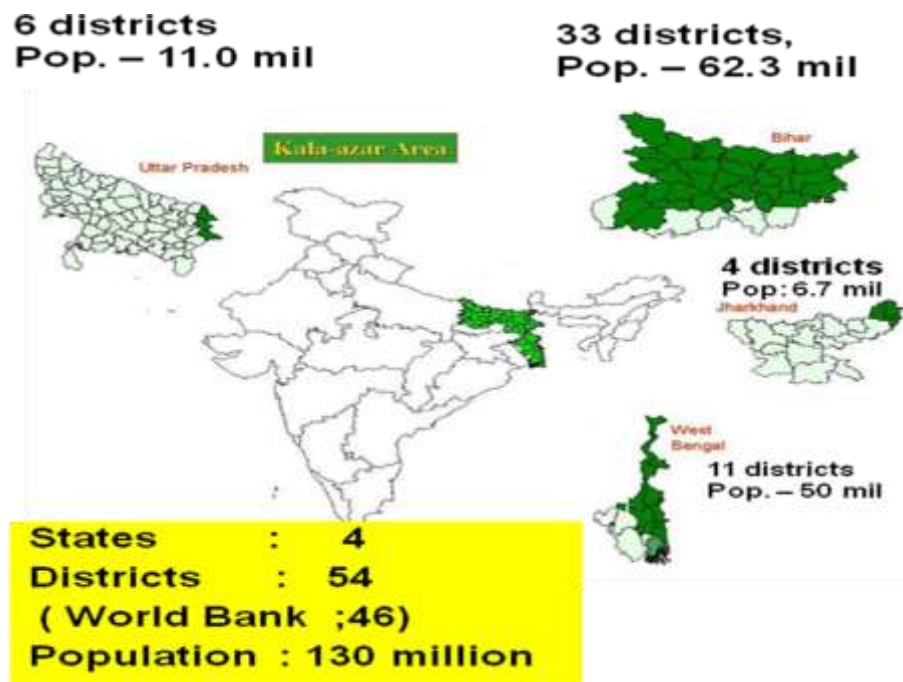 6 districts
Pop. – 11.0 mil
33 districts,
Pop. – 62.3 mil
Kala-azar Area
Uttar Pradesh
Bihar
4 districts
Pop: 6.7 mil
Jharkhand
West
Bengal
11 districts
Pop. – 50 mil
States : 4
Districts : 54
( World Bank ;46)
Population : 130 million